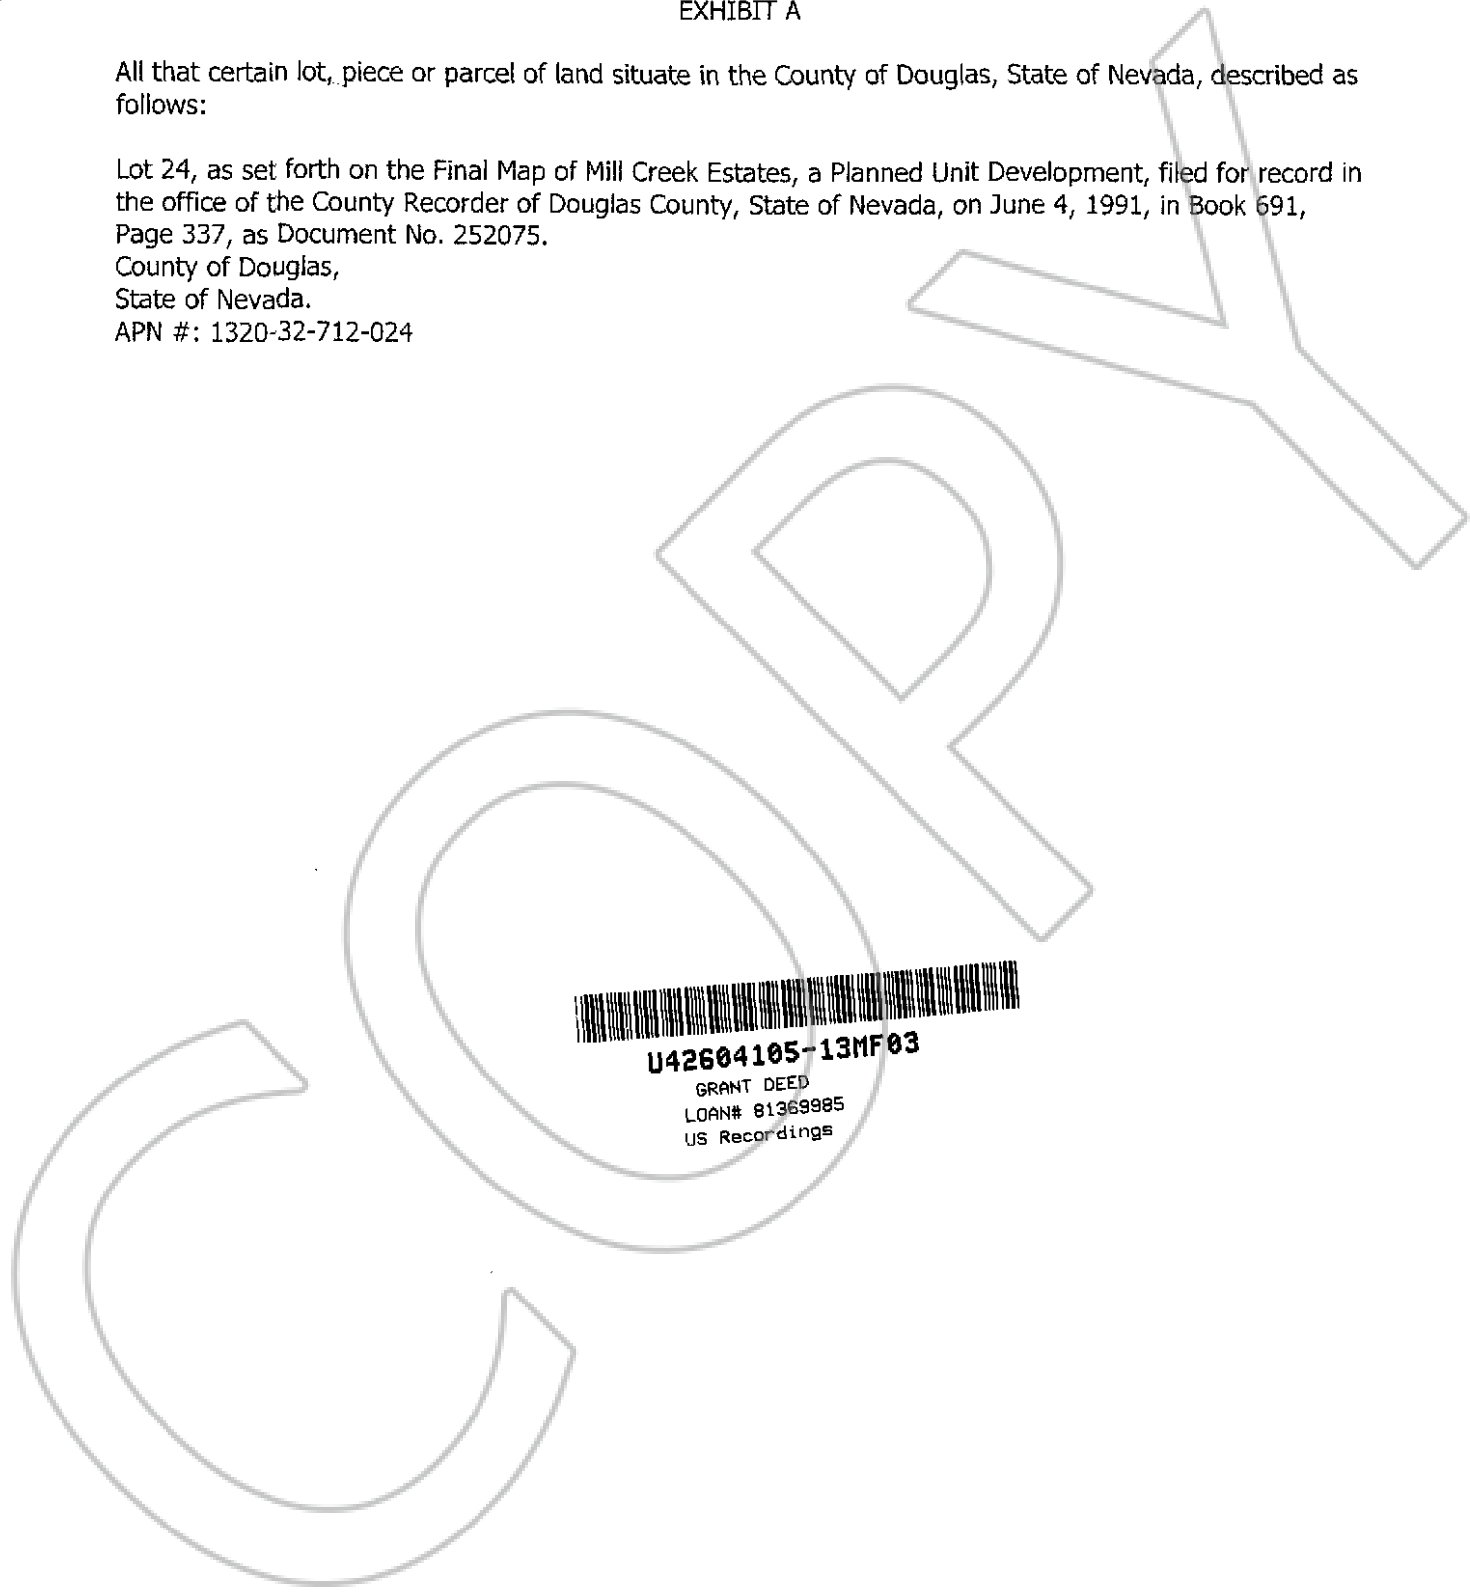 EXHIBIT A
All that certain lot, piece or parcel of land situate in the County of Douglas, State of Nevada, described as
follows:
Lot 24, as set forth on the Final Map of Mill Creek Estates, a Planned Unit Development, filed for record in
the office of the County Recorder of Douglas County, State of Nevada, on June 4, 1991, in Book 691,
Page 337, as Document No. 252075.
County of Douglas,
State of Nevada.
APN #: 1320-32-712-024
COPY
U42604105-13MF03
GRANT DEED
LOAN# 81369985
US Recordings